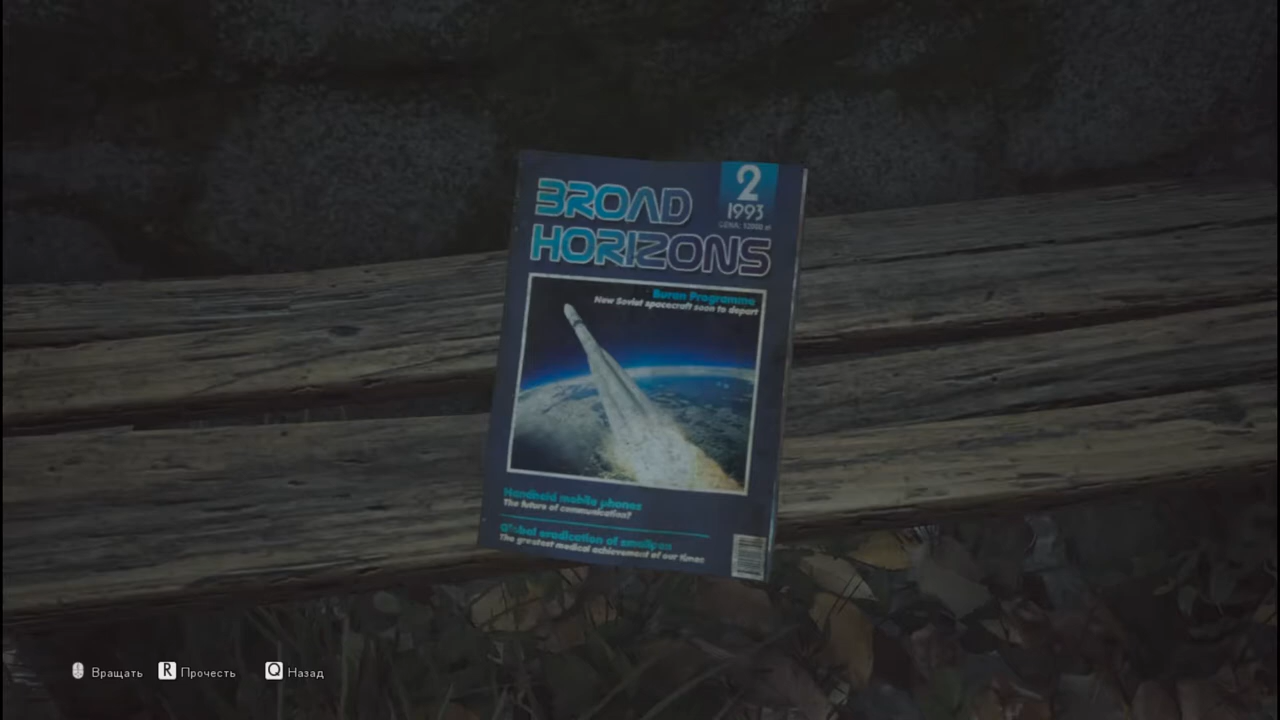 2
1993
CENA: 12000 zł
BROAD
HORIZONS
Buran Programme
New Soviet spacecraft soon to depart
Handheld mobile phones
The future of communication?
Global eradication of smallpox
The greatest medical achievement of our times
Вращать R Прочесть Q Назад